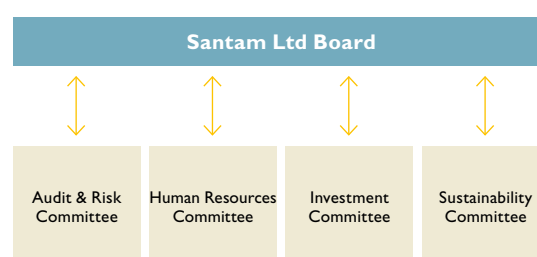 Santam Ltd Board
Audit & Risk
Committee
Human Resources
Committee
Investment
Committee
Sustainability
Committee